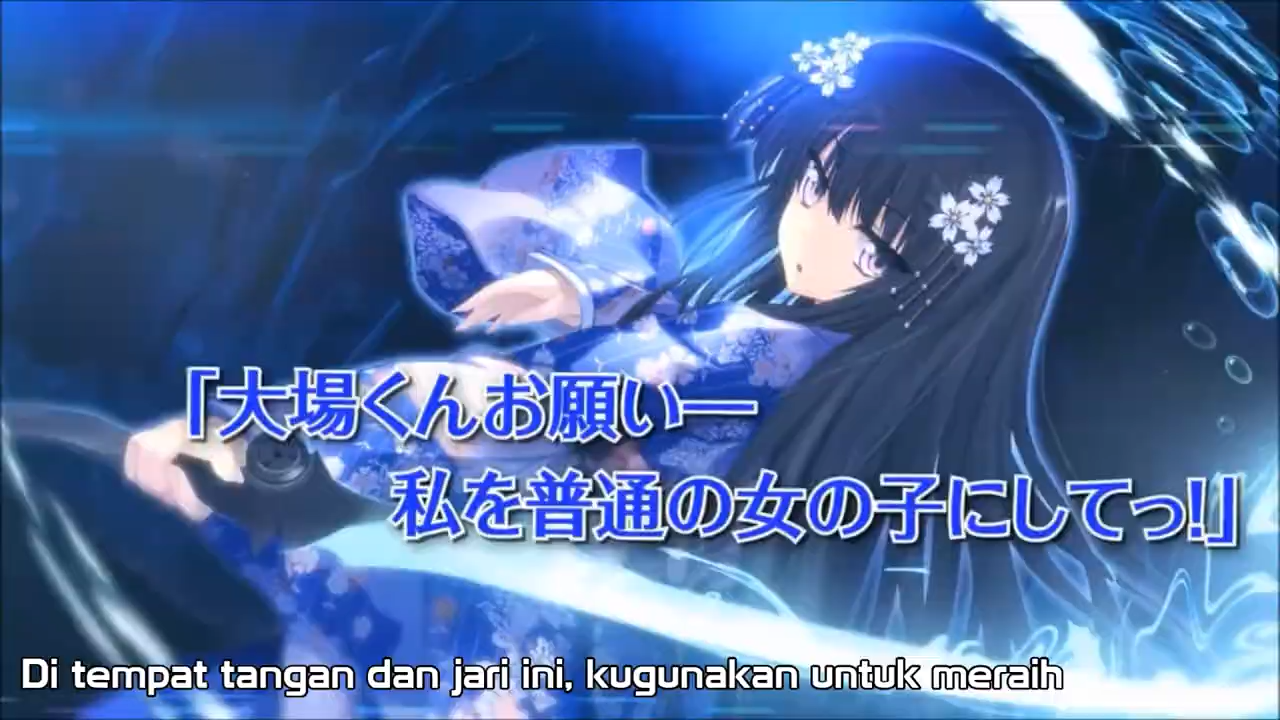 「大場くんお願い―
私を普通の女の子にしてっ!」
Di tempat tangan dan jari ini, kugunakan untuk meraih